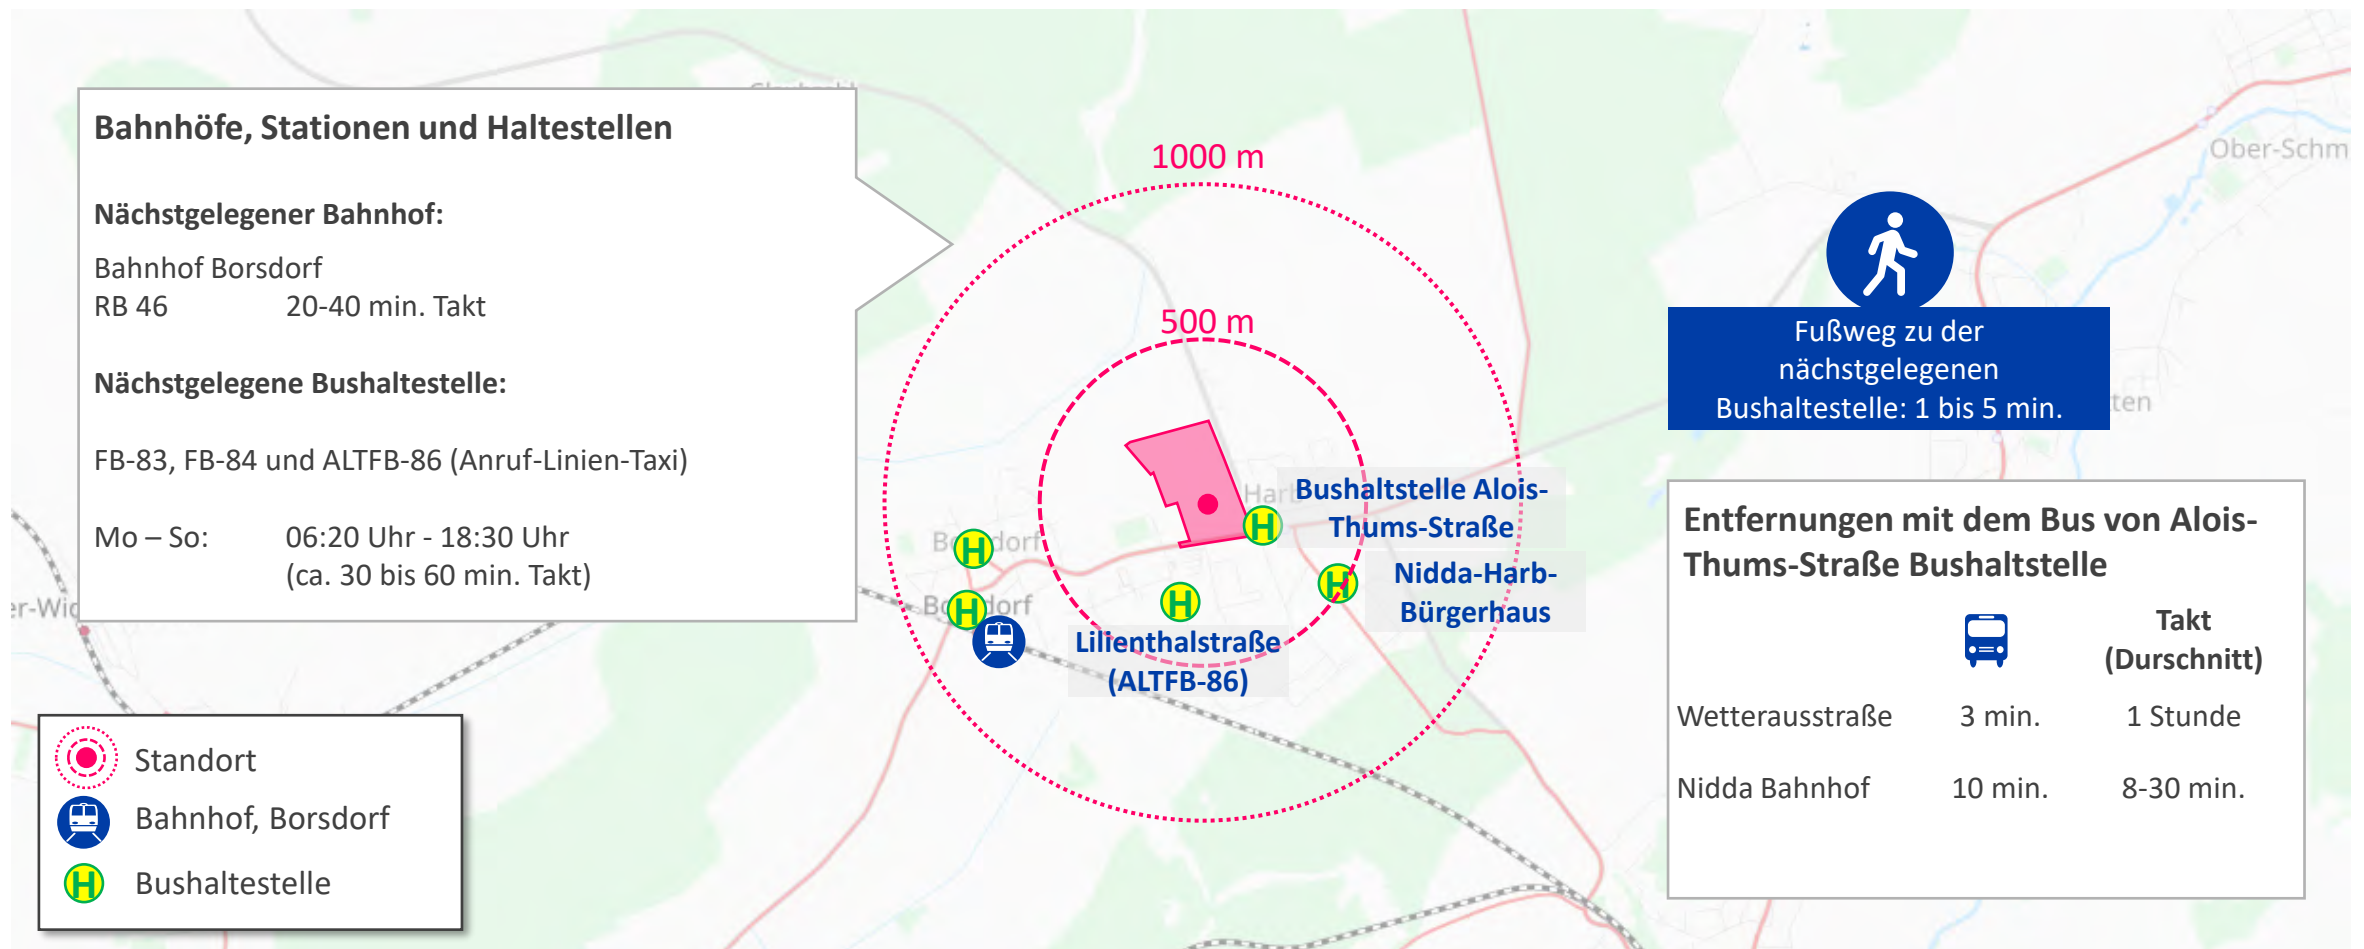 Bahnhöfe, Stationen und Haltestellen
Nächstgelegener Bahnhof:
Bahnhof Borsdorf
RB 46 20-40 min. Takt
Nächstgelegene Bushaltestelle:
FB-83, FB-84 und ALTFB-86 (Anruf-Linien-Taxi)
Mo – So: 06:20 Uhr - 18:30 Uhr
(ca. 30 bis 60 min. Takt)
1000 m
500 m
Bushaltstelle Alois-
Thums-Straße
Nidda-Harb-
Bürgerhaus
Lilienthalstraße
(ALTFB-86)
H
H
H
H
H
Harb
Ober-Schm
Fußweg zu der
nächstgelegenen
Bushaltestelle: 1 bis 5 min.
Entfernungen mit dem Bus von Alois-
Thums-Straße Bushaltstelle
Takt
(Durschnitt)
Wetterausstraße 3 min. 1 Stunde
Nidda Bahnhof 10 min. 8-30 min.
Standort
Bahnhof, Borsdorf
H Bushaltestelle